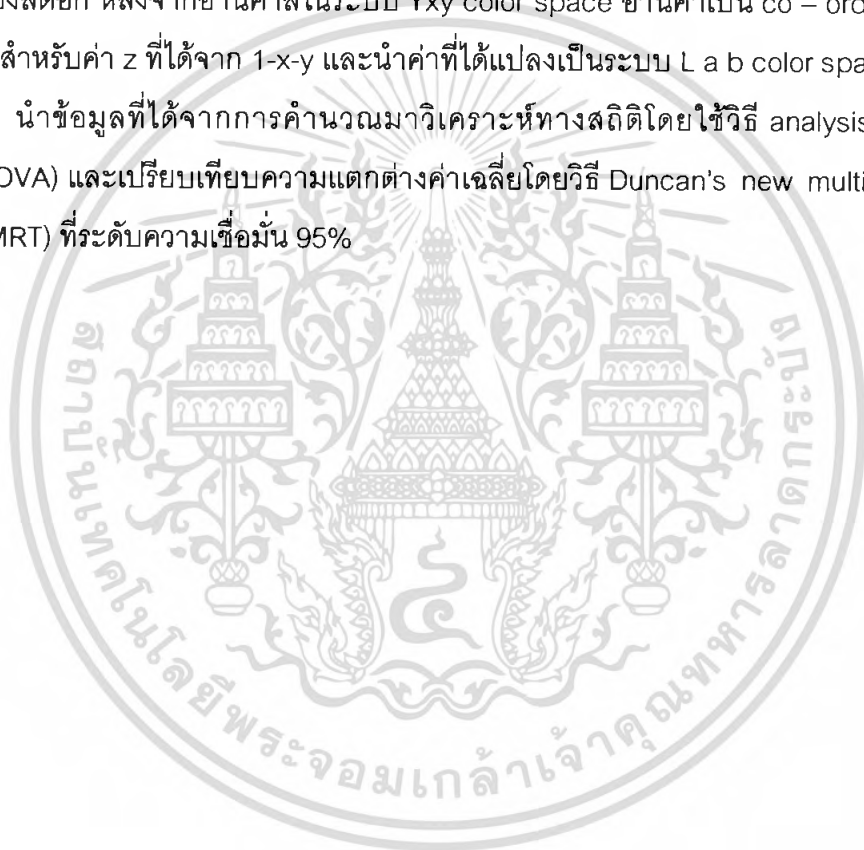 หลังจากอ่านค่าสีในระบบ Yxy color space อ่านค่าเป็น co – ord
สำหรับค่า z ที่ได้จาก 1-x-y และนำค่าที่ได้แปลงเป็นระบบ L a b color spa
นำข้อมูลที่ได้จากการคำนวณมาวิเคราะห์ทางสถิติโดยใช้วิธี analysis
OVA) และเปรียบเทียบความแตกต่างค่าเฉลี่ยโดยวิธี Duncan's new multi
MRT) ที่ระดับความเชื่อมั่น 95%
สถาบันเทคโนโลยีพระจอมเกล้าเจ้าคุณทหารลาดกระบัง